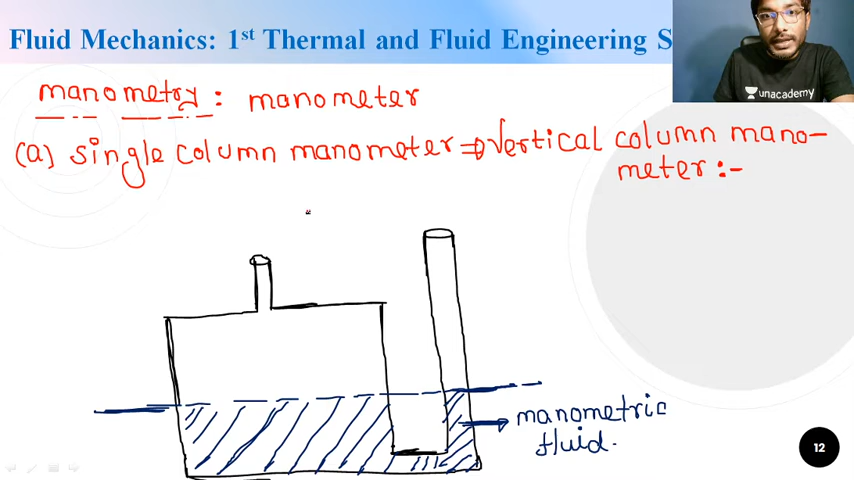 Fluid Mechanics: 1st Thermal and Fluid Engineering S
unacademy
manometry: manometer
(a) single column manometer ⇒ vertical column mano-
meter :-
manometric
fluid.
12